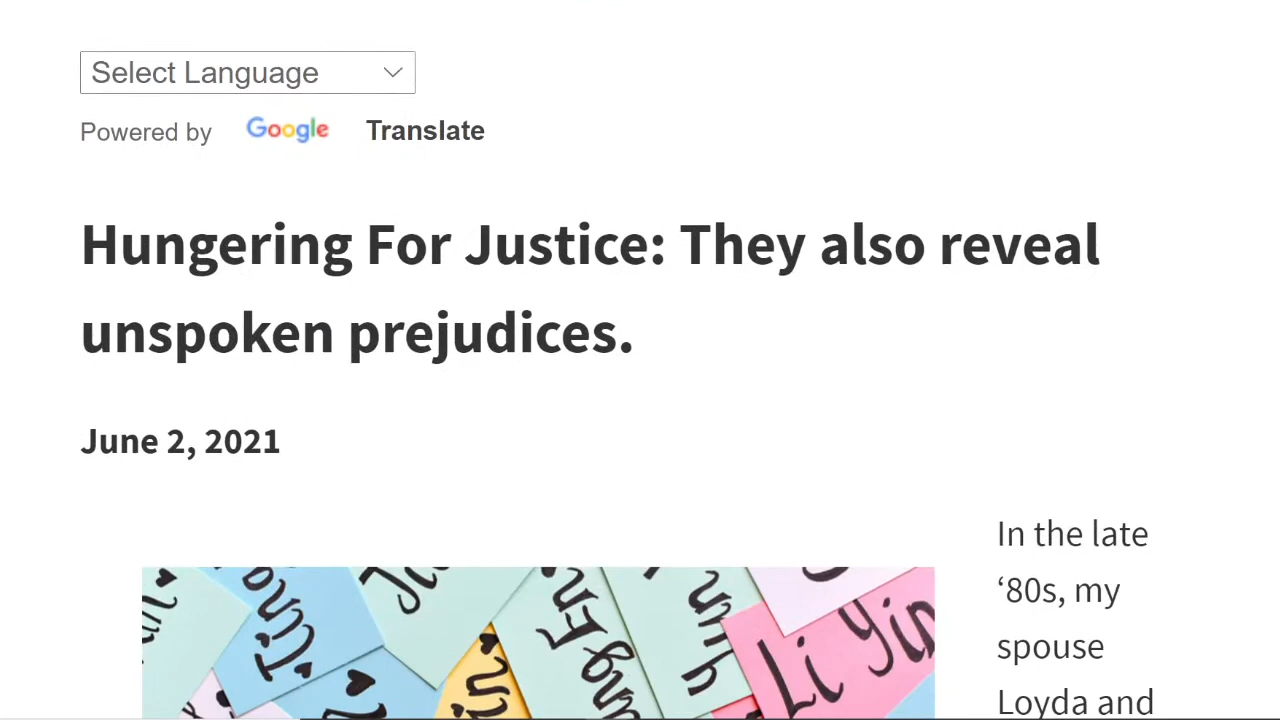 Select Language
Powered by Google Translate
Hungering For Justice: They also reveal
unspoken prejudices.
June 2, 2021
In the late
‘80s, my
spouse
Loyda and
Li Yin